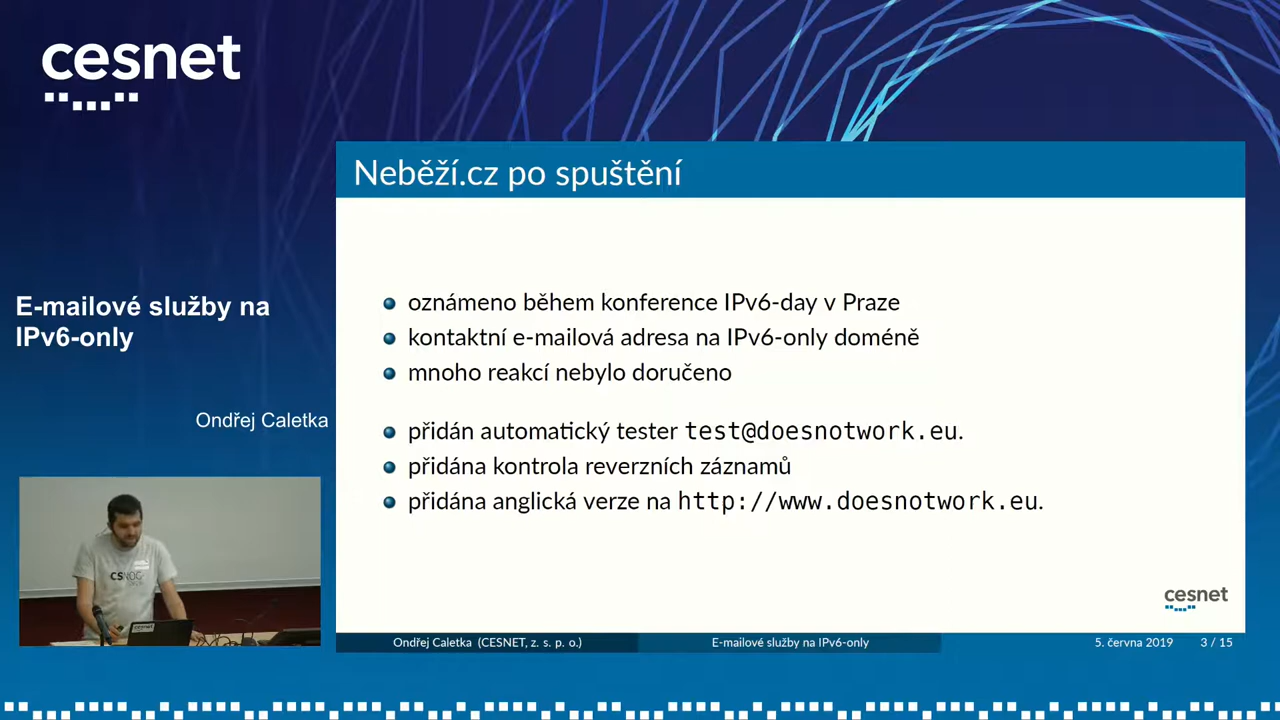 cesnet
E-mailové služby na
IPv6-only
Ondřej Caletka
Neběží.cz po spuštění
oznámeno během konference IPv6-day v Praze
kontaktní e-mailová adresa na IPv6-only doméně
mnoho reakcí nebylo doručeno
přidán automatický tester test@doesnotwork.eu.
přidána kontrola reverzních záznamů
přidána anglická verze na http://www.doesnotwork.eu.
cesnet
Ondřej Caletka (CESNET, z. s. p. o.) E-mailové služby na IPv6-only 5. června 2019 3 / 15
CSNOG
cesnet